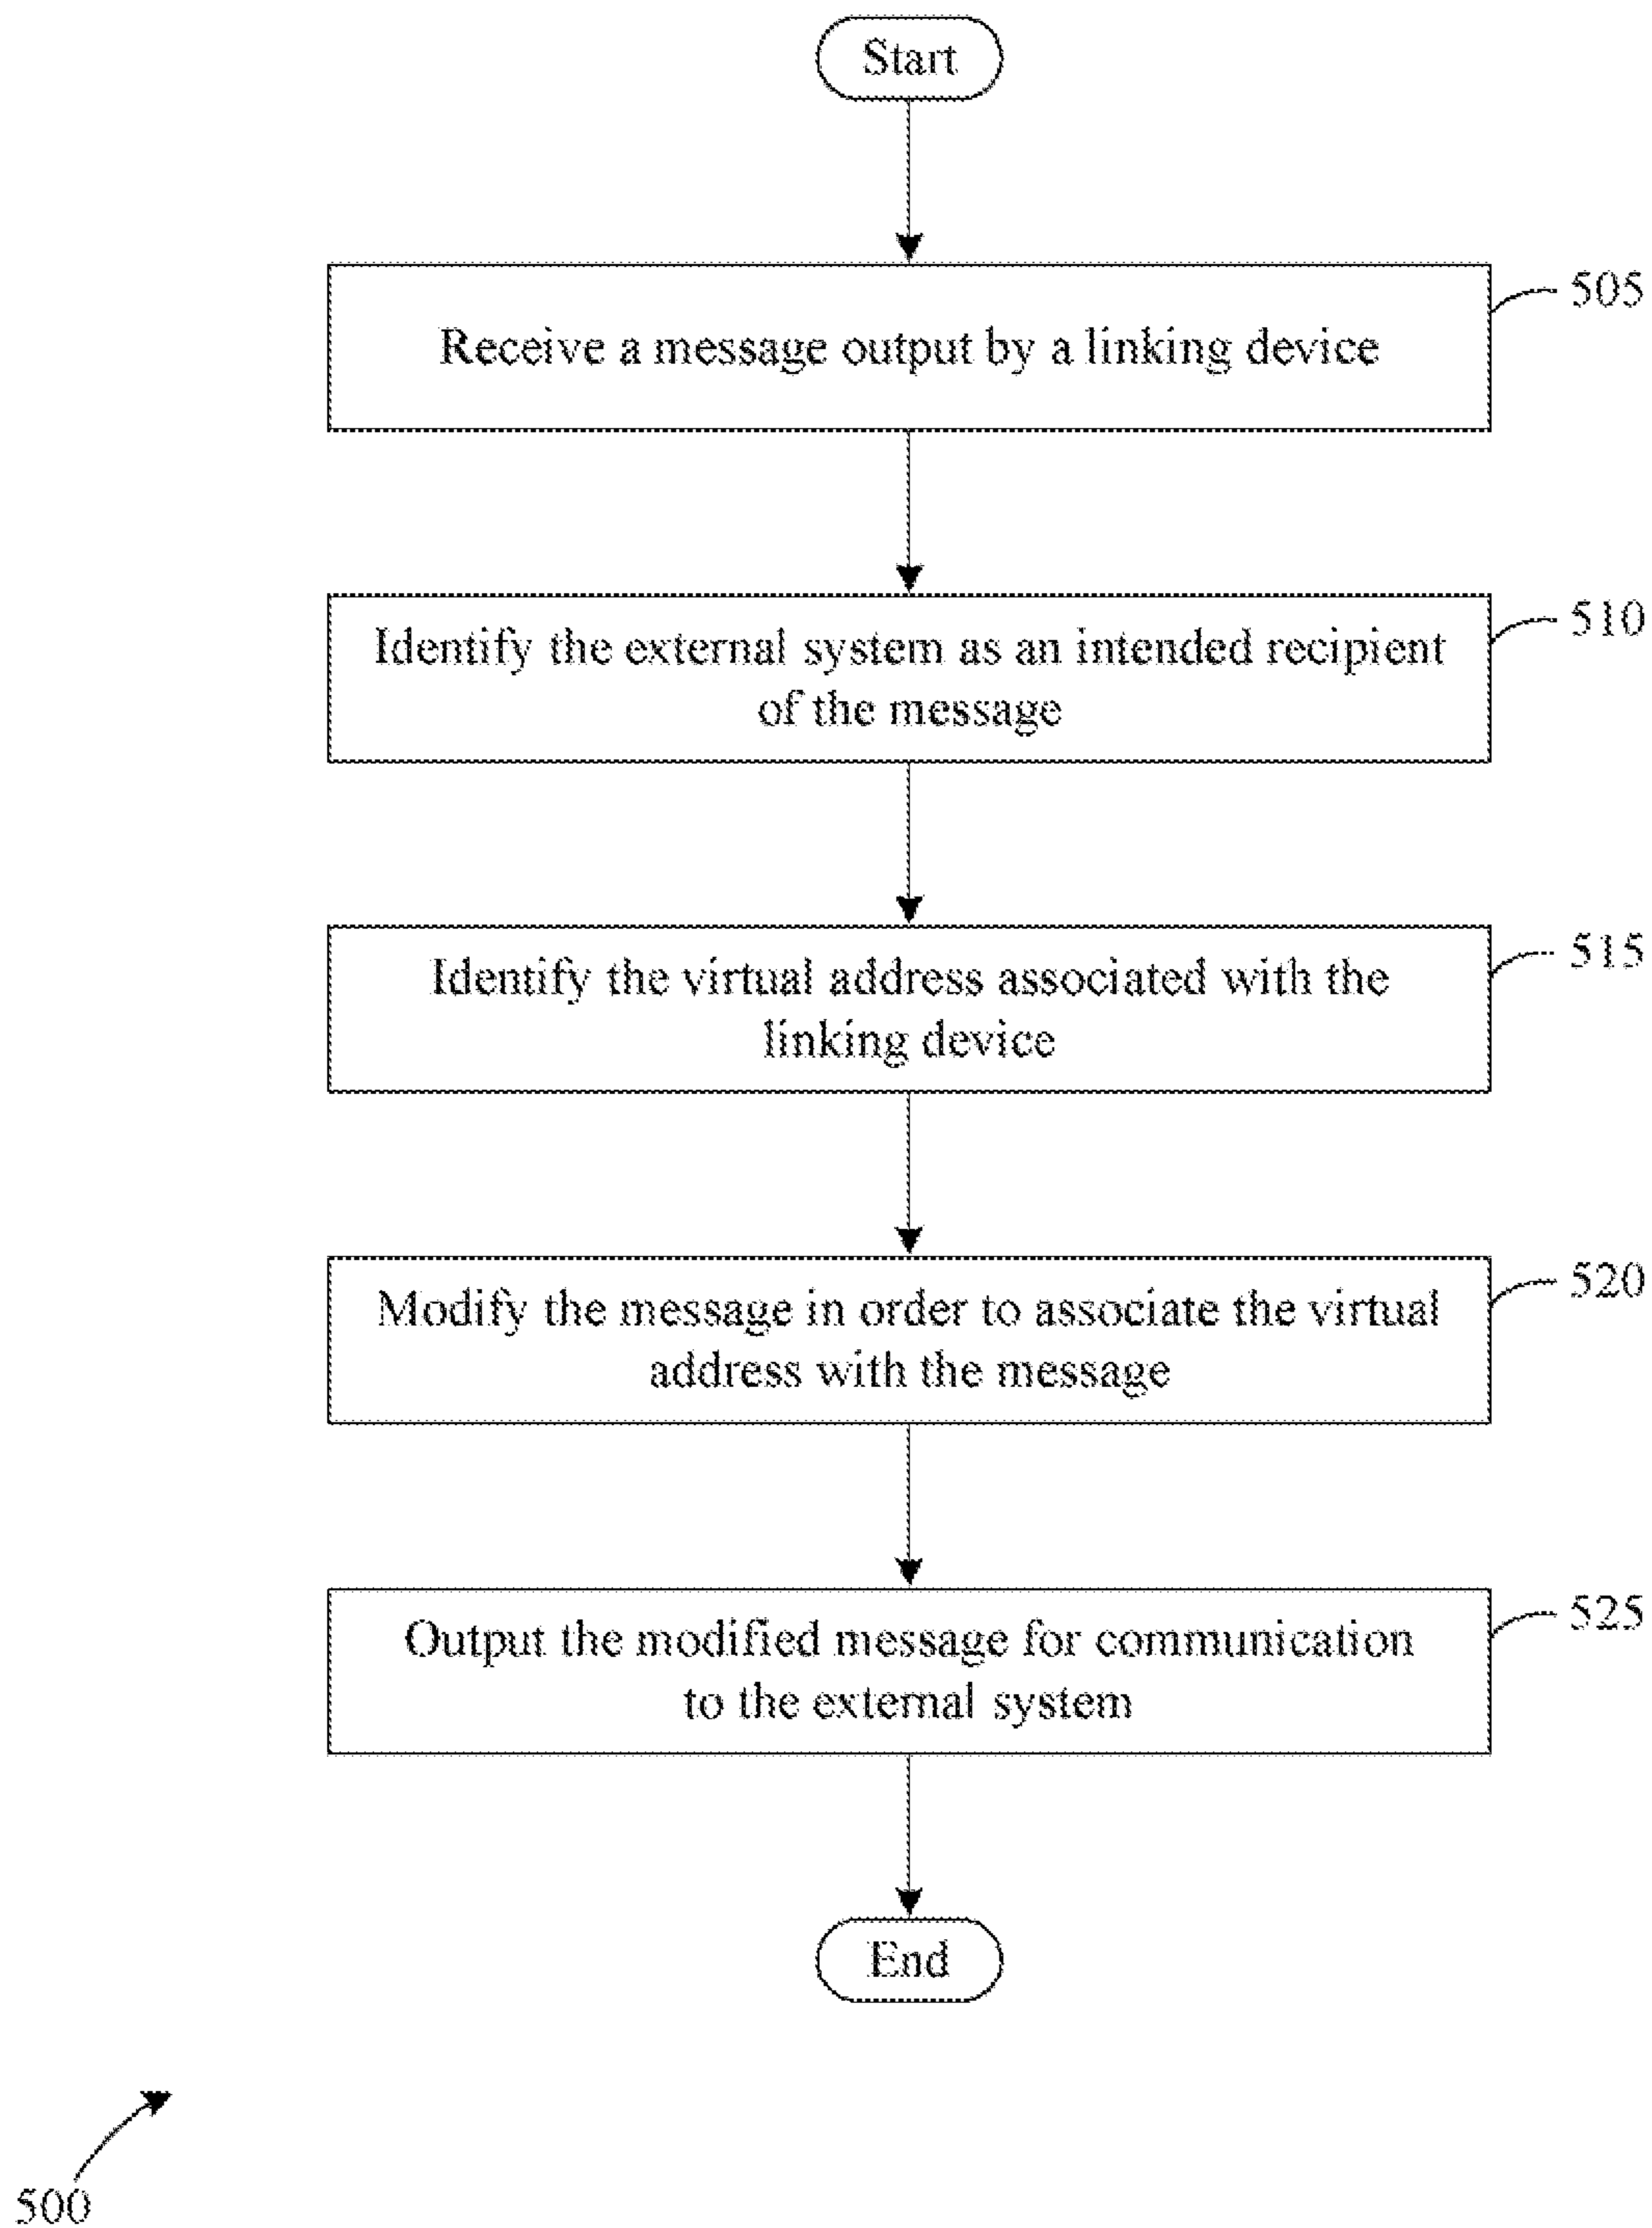 Start
Receive a message output by a linking device
505
Identify the external system as an intended recipient
of the message
510
Identify the virtual address associated with the
linking device
515
Modify the message in order to associate the virtual
address with the message
520
Output the modified message for communication
to the external system
525
End
500